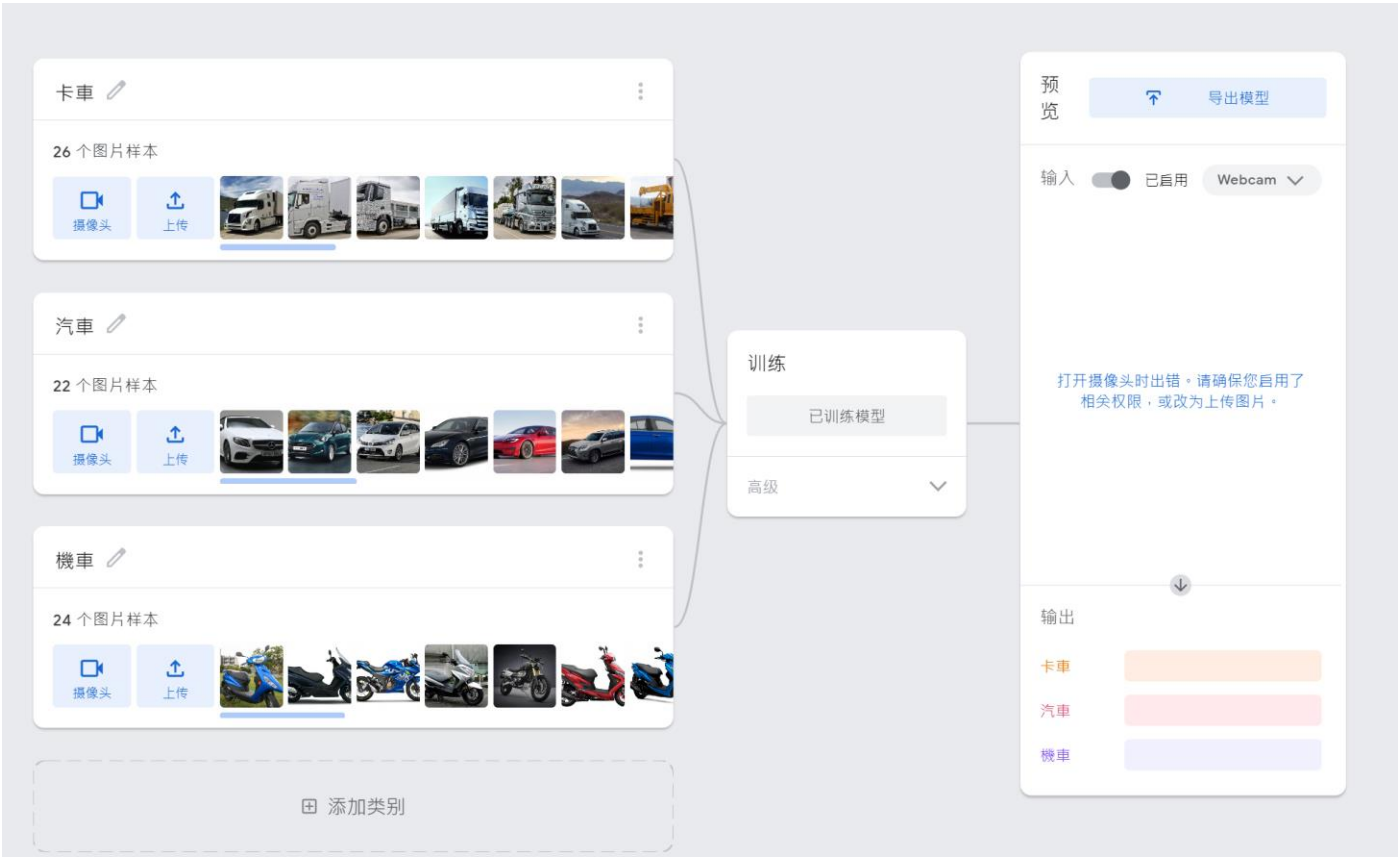 卡車
26 个图片样本
摄像头
上传
汽車
22 个图片样本
摄像头
上传
機車
24 个图片样本
摄像头
上传
添加类别
训练
已训练模型
高级
预
览
导出模型
输入
已启用
Webcam
打开摄像头时出错。请确保您启用了
相关权限，或改为上传图片。
输出
卡車
汽車
機車